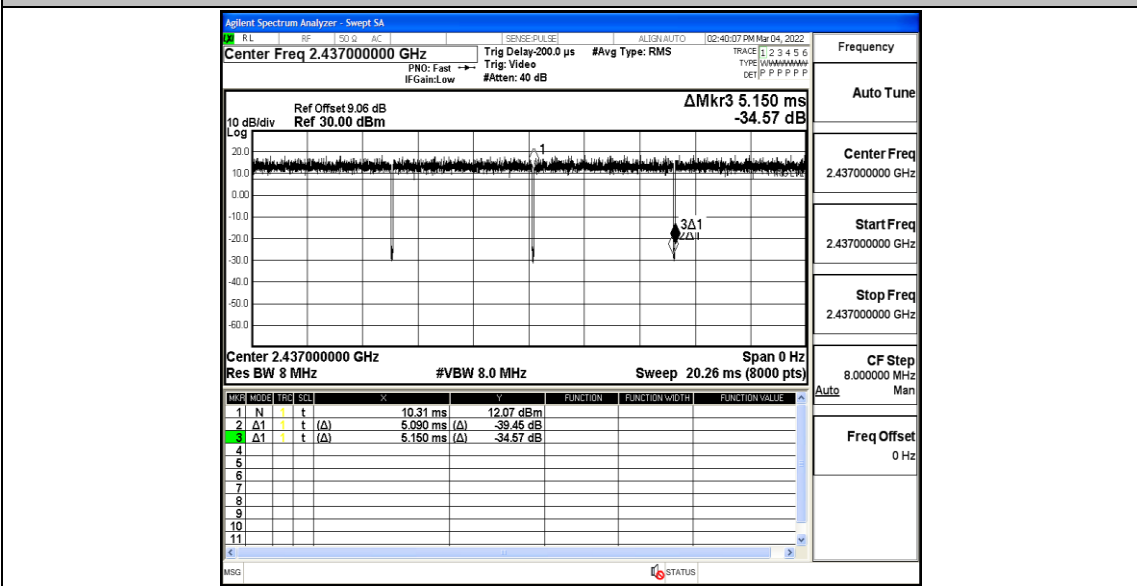 Agilent Spectrum Analyzer - Swept SA
RL RF 50 Ω AC SENSE:PULSE ALIGNAUTO 02:40:07 PM Mar 04, 2022
Center Freq 2.437000000 GHz
PNO: Fast
IFGain:Low
Trig Delay-200.0 µs
Trig: Video
#Atten: 40 dB
#Avg Type: RMS
TRACE 1 2 3 4 5 6
TYPE
DET P P P P P P
Ref Offset 9.06 dB
10 dB/div Ref 30.00 dBm
Log
ΔMkr3 5.150 ms
-34.57 dB
20.0
10.0
0.00
-10.0
-20.0
-30.0
-40.0
-50.0
-60.0
1
3Δ1
Center 2.437000000 GHz Span 0 Hz
Res BW 8 MHz #VBW 8.0 MHz Sweep 20.26 ms (8000 pts)
MKR MODE TRC SCL X Y FUNCTION FUNCTION WIDTH FUNCTION VALUE
1 N 1 t 10.31 ms 12.07 dBm
2 Δ1 1 t (Δ) 5.090 ms (Δ) -39.45 dB
3 Δ1 1 t (Δ) 5.150 ms (Δ) -34.57 dB
4
5
6
7
8
9
10
11
MSG STATUS
Frequency
Auto Tune
Center Freq
2.437000000 GHz
Start Freq
2.437000000 GHz
Stop Freq
2.437000000 GHz
CF Step
8.000000 MHz
Auto Man
Freq Offset
0 Hz